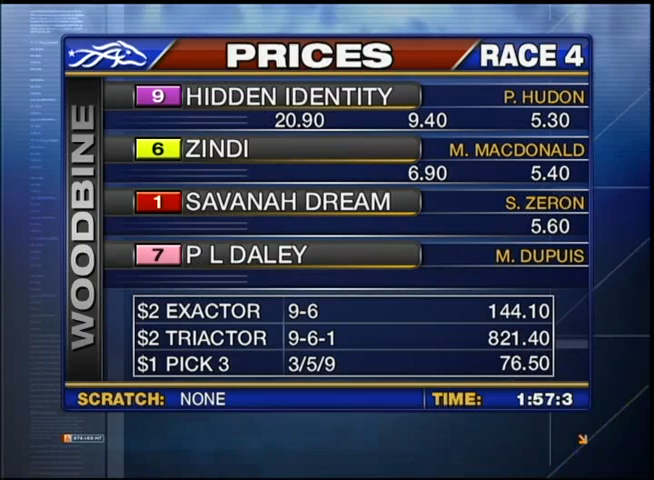 PRICES RACE 4
WOODBINE
9 HIDDEN IDENTITY P. HUDON
20.90 9.40 5.30
6 ZINDI M. MACDONALD
6.90 5.40
1 SAVANAH DREAM S. ZERON
5.60
7 P L DALEY M. DUPUIS
$2 EXACTOR 9-6 144.10
$2 TRIACTOR 9-6-1 821.40
$1 PICK 3 3/5/9 76.50
SCRATCH: NONE TIME: 1:57:3